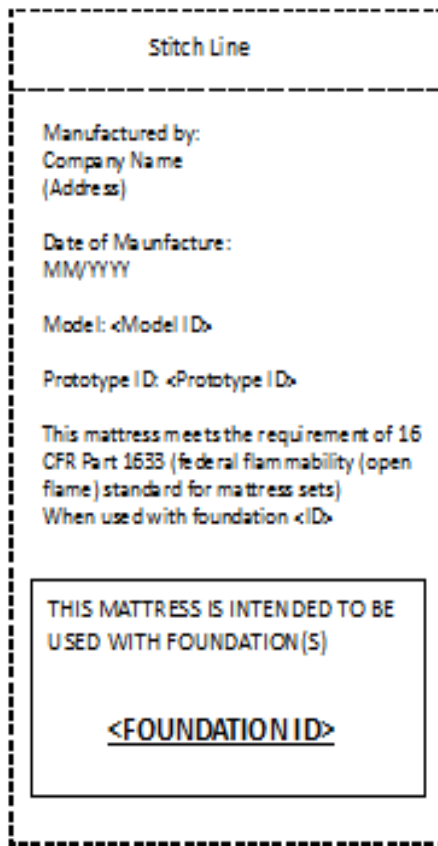 Stitch Line
Manufactured by:
Company Name
(Address)
Date of Maunfacture:
MM/YYYY
Model: <Model ID>
Prototype ID: <Prototype ID>
This mattress meets the requirement of 16
CFR Part 1633 (federal flammability (open
flame) standard for mattress sets)
When used with foundation <ID>
THIS MATTRESS IS INTENDED TO BE
USED WITH FOUNDATION(S)
<FOUNDATION ID>